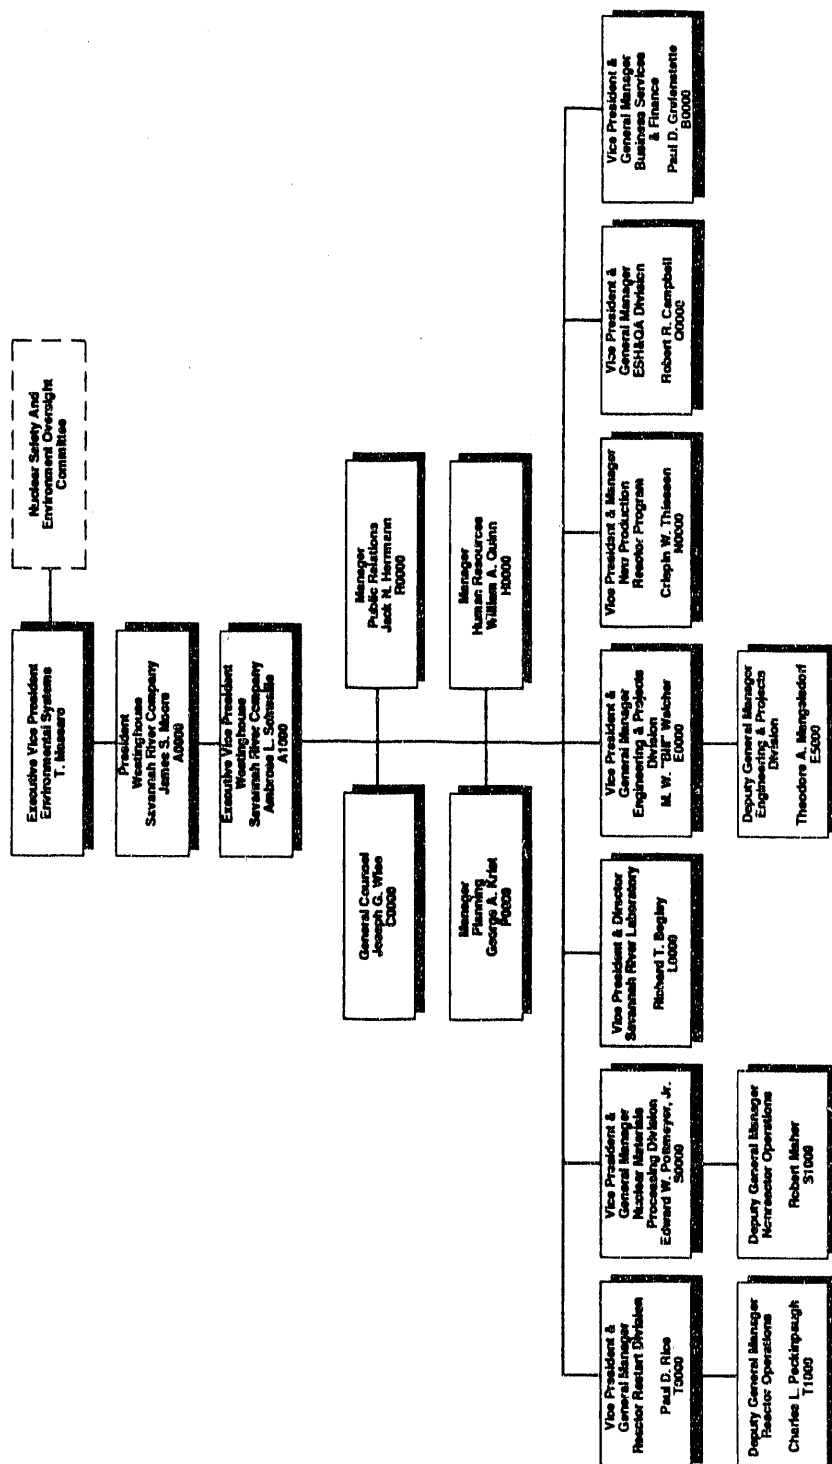 Nuclear Safety And
Environment Oversight
Committee
Executive Vice President
Environmental Systems
T. Massaro
President
Westinghouse
Savannah River Company
James S. Moore
A0000
Executive Vice President
Westinghouse
Savannah River Company
Ambrose L. Schwallie
A1000
General Counsel
Joseph G. Wise
C0000
Manager
Public Relations
Jack N. Herrmann
R0000
Manager
Planning
George A. Krist
P0000
Manager
Human Resources
William A. Quinn
H0000
Vice President &
General Manager
Reactor Restart Division
Paul D. Rice
T0000
Vice President &
General Manager
Nuclear Materials
Processing Division
Edward W. Pottmeyer, Jr.
S0000
Vice President & Director
Savannah River Laboratory
Richard T. Begley
L0000
Vice President &
General Manager
Engineering & Projects
Division
M. W. "Bill" Welcher
E0000
Vice President & Manager
New Production
Reactor Program
Crispin W. Thiessen
N0000
Vice President &
General Manager
ESH&QA Division
Robert R. Campbell
Q0000
Vice President &
General Manager
Business Services
& Finance
Paul D. Grefenstette
B0000
Deputy General Manager
Reactor Operations
Charles L. Peckinpaugh
T1000
Deputy General Manager
Nonreactor Operations
Robert Maher
S1000
Deputy General Manager
Engineering & Projects
Division
Theodore A. Mangelsdorf
E5000